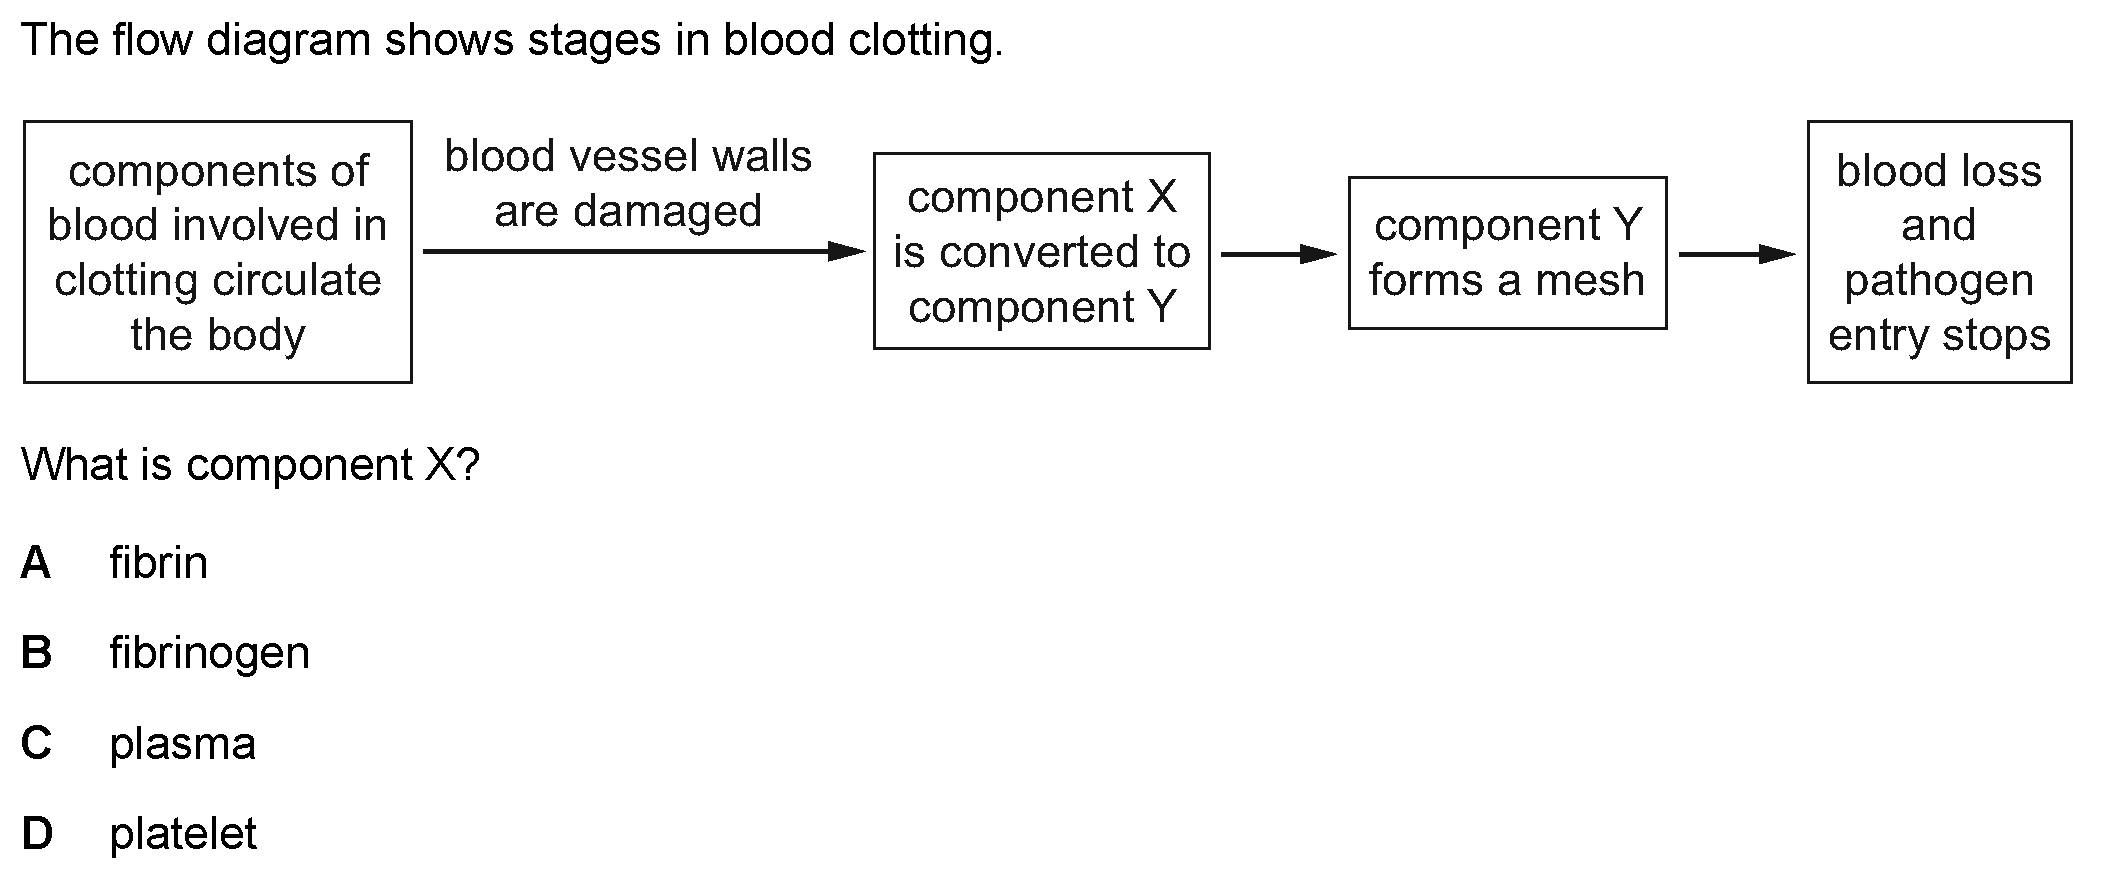 The flow diagram shows stages in blood clotting.
components of
blood involved in
clotting circulate
the body
blood vessel walls
are damaged
component X
is converted to
component Y
component Y
forms a mesh
blood loss
and
pathogen
entry stops
What is component X?
A fibrin
B fibrinogen
C plasma
D platelet